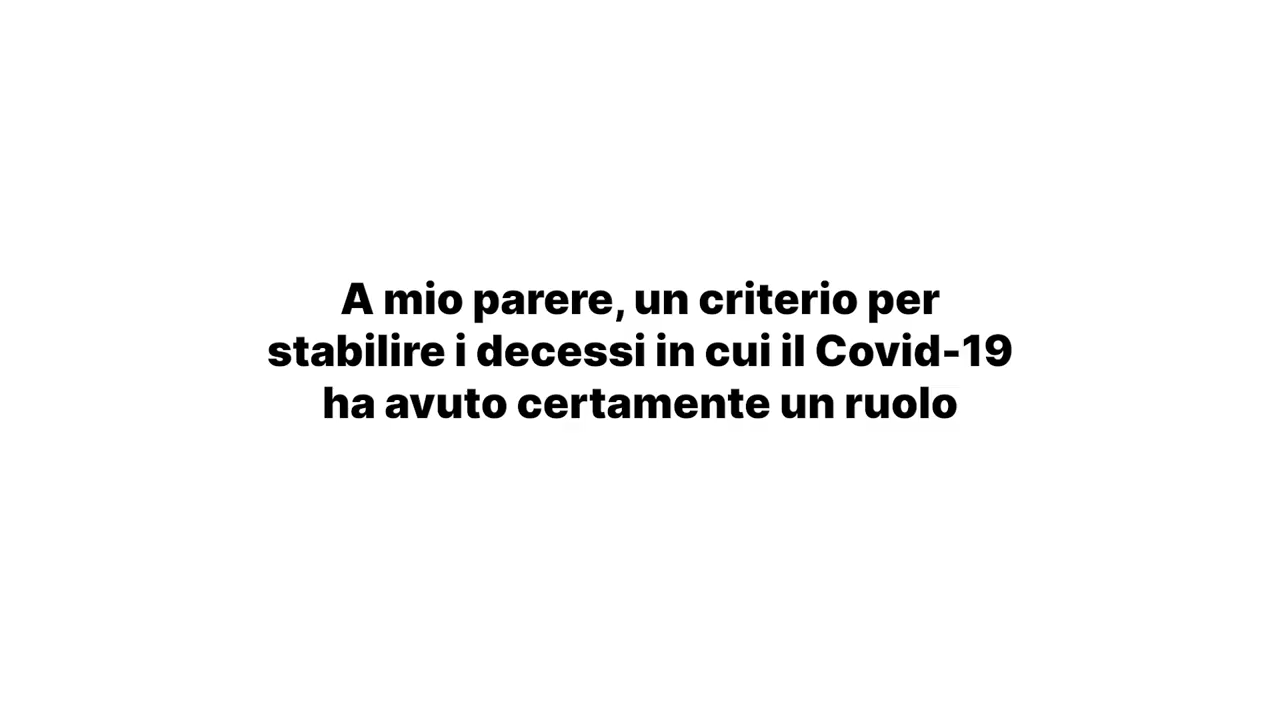 A mio parere, un criterio per
stabilire i decessi in cui il Covid-19
ha avuto certamente un ruolo